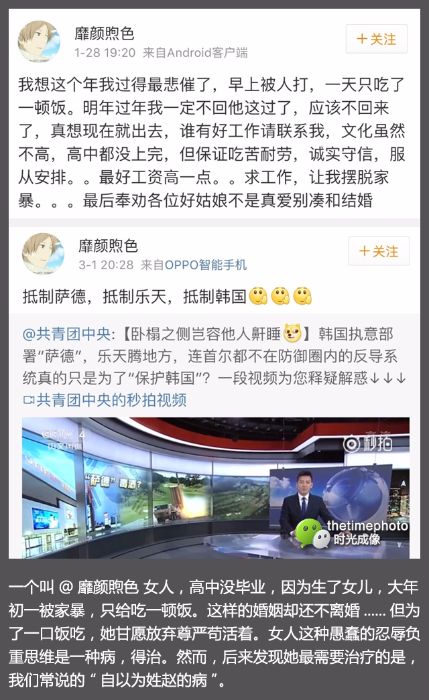 靡颜煦色
+关注
1-28 19:20 来自Android客户端
我想这个年我过得最悲催了，早上被人打，一天只吃了
一顿饭。明年过年我一定不回他这过了，应该不回来
了，真想现在就出去，谁有好工作请联系我，文化虽然
不高，高中都没上完，但保证吃苦耐劳，诚实守信，服
从安排。。最好工资高一点。。求工作，让我摆脱家
暴。。。最后奉劝各位好姑娘不是真爱别凑和结婚
靡颜煦色
+关注
3-1 20:28 来自OPPO智能手机
抵制萨德，抵制乐天，抵制韩国
@共青团中央:【卧榻之侧岂容他人鼾睡】韩国执意部
署“萨德”，乐天腾地方，连首尔都不在防御圈内的反导系
统真的只是为了“保护韩国”？一段视频为您释疑解惑↓↓↓
共青团中央的秒拍视频
4
秒拍
thetimephoto
时光成像
一个叫 @ 靡颜煦色 女人，高中没毕业，因为生了女儿，大年
初一被家暴，只给吃一顿饭。这样的婚姻却还不离婚 ...... 但为
了一口饭吃，她甘愿放弃尊严苟活着。女人这种愚蠢的忍辱负
重思维是一种病，得治。然而，后来发现她最需要治疗的是，
我们常说的 “ 自以为姓赵的病 ”。